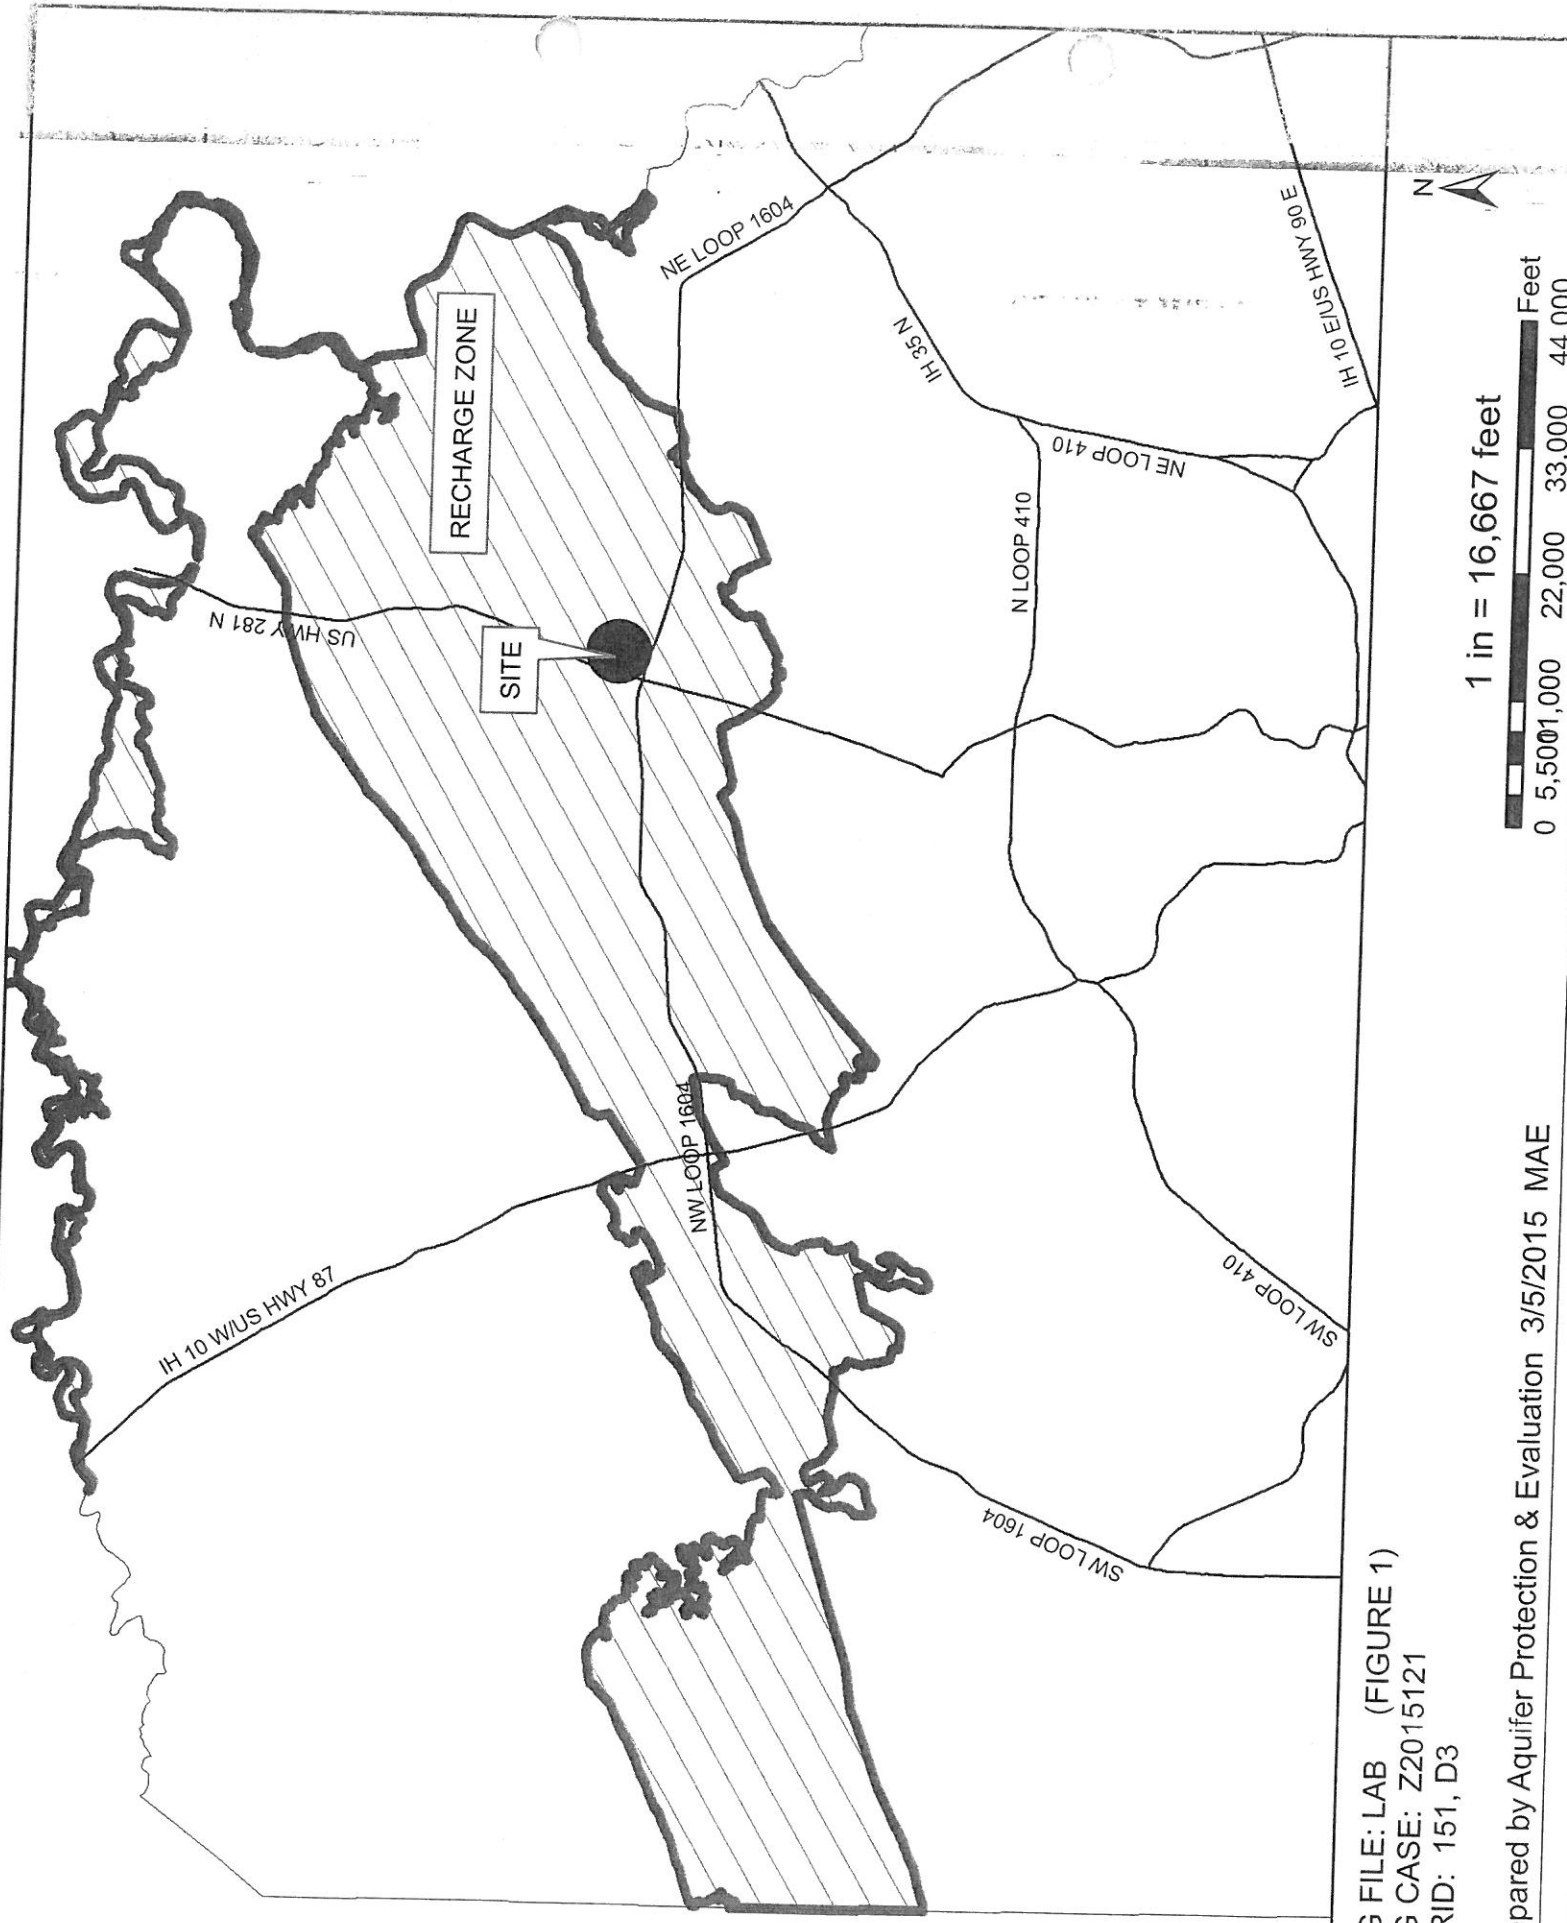 RECHARGE ZONE
US HWY 281 N
SITE
NE LOOP 1604
IH 10 W/US HWY 87
NW LOOP 1604
IH 35 N
N LOOP 410
NE LOOP 410
IH 10 E/US HWY 90 E
SW LOOP 410
SW LOOP 1604
N
1 in = 16,667 feet
0 5,500 11,000 22,000 33,000 44,000
Feet
G FILE: LAB (FIGURE 1)
G CASE: Z2015121
RID: 151, D3
pared by Aquifer Protection & Evaluation 3/5/2015 MAE